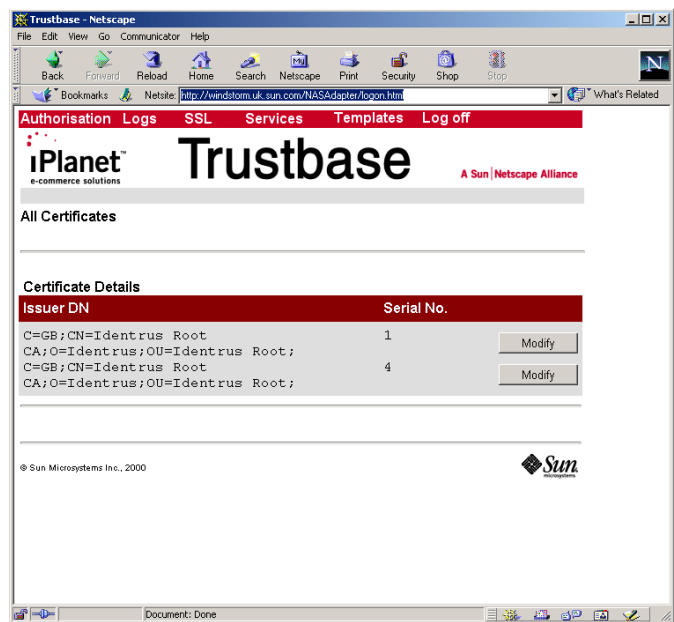 Trustbase - Netscape
File Edit View Go Communicator Help
Back Forward Reload Home Search My Netscape Print Security Shop Stop N
Bookmarks Netsite: http://windstorm.uk.sun.com/NASAdapter/logon.html What's Related
Authorisation Logs SSL Services Templates Log off
iPlanet™ Trustbase
e-commerce solutions A Sun|Netscape Alliance
All Certificates
Certificate Details
Issuer DN Serial No.
C=GB;CN=Identrus Root 1
CA;O=Identrus;OU=Identrus Root; Modify
C=GB;CN=Identrus Root 4
CA;O=Identrus;OU=Identrus Root; Modify
© Sun Microsystems Inc., 2000 Sun
microsystems
Document: Done